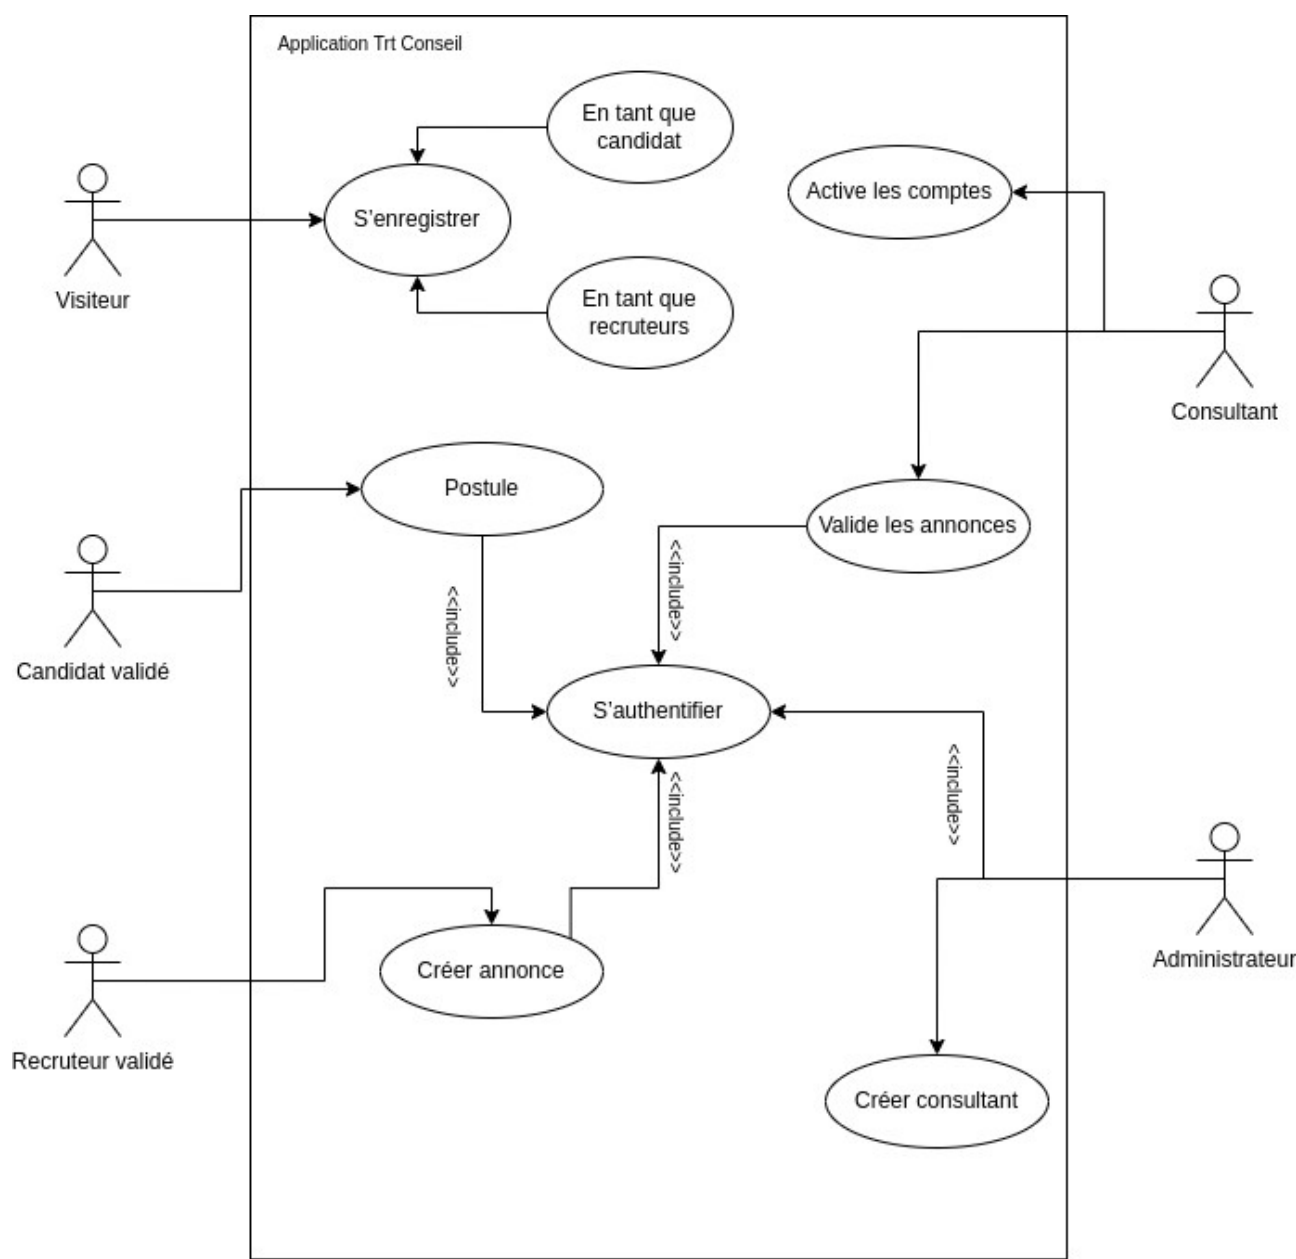 Application Trt Conseil
En tant que
candidat
Active les comptes
S'enregistrer
Visiteur
En tant que
recruteurs
Consultant
Postule
Valide les annonces
<<include>>
<<include>>
Candidat validé
S'authentifier
<<include>>
<<include>>
Administrateur
Créer annonce
Recruteur validé
Créer consultant